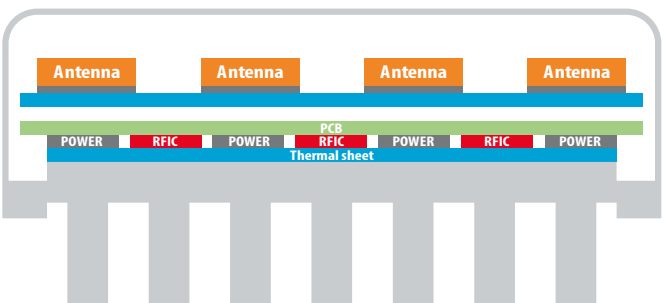 Antenna Antenna Antenna Antenna
PCB
POWER RFIC POWER RFIC POWER RFIC POWER
Thermal sheet